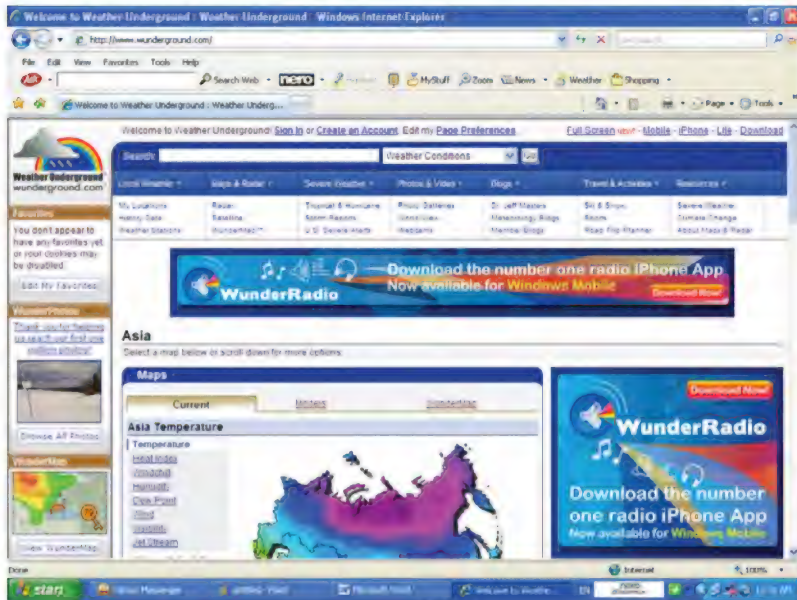 Welcome to Weather Underground : Weather Underground - Windows Internet Explorer
http://www.wunderground.com/
File Edit View Favorites Tools Help
Ask Search Web nero MyStuff Zoom News Weather Shopping
Welcome to Weather Underground : Weather Underg...
Page Tools
Welcome to Weather Underground! Sign In or Create an Account. Edit my Page Preferences.
Full Screen - Mobile - iPhone - Lite - Download
Search: Weather Conditions Go
Weather Underground
wunderground.com
Local Weather Maps & Radar Severe Weather Photos & Video Blogs Travel & Activities Resources
My Locations Radar Tropical & Hurricane Photo Galleries Dr. Jeff Masters Ski & Snow Severe Weather
History Data Satellite Storm Reports Meteorology Blogs Climate Change
Weather Stations WunderMap™ U.S. Severe Alerts Webcams Member Blogs Road Trip Planner About Maps & Radar
Favorites
You don't appear to
have any favorites yet
or your cookies may
be disabled.
Edit My Favorites
WunderRadio
Download the number one radio iPhone App
Now available for Windows Mobile
Download Now!
WunderPhotos
Thank you for helping
us reach our first one
million photos!
Browse All Photos
WunderMap
View WunderMap
Asia
Select a map below or scroll down for more options.
Maps
Current WunderMap
Asia Temperature
Temperature
Heat Index
Windchill
Humidity
Dew Point
Wind
Visibility
Jet Stream
Download Now!
WunderRadio
Download the number
one radio iPhone App
Now available for Windows Mobile
Done Internet 100%
start Microsoft Word Welcome to Weathe... EN